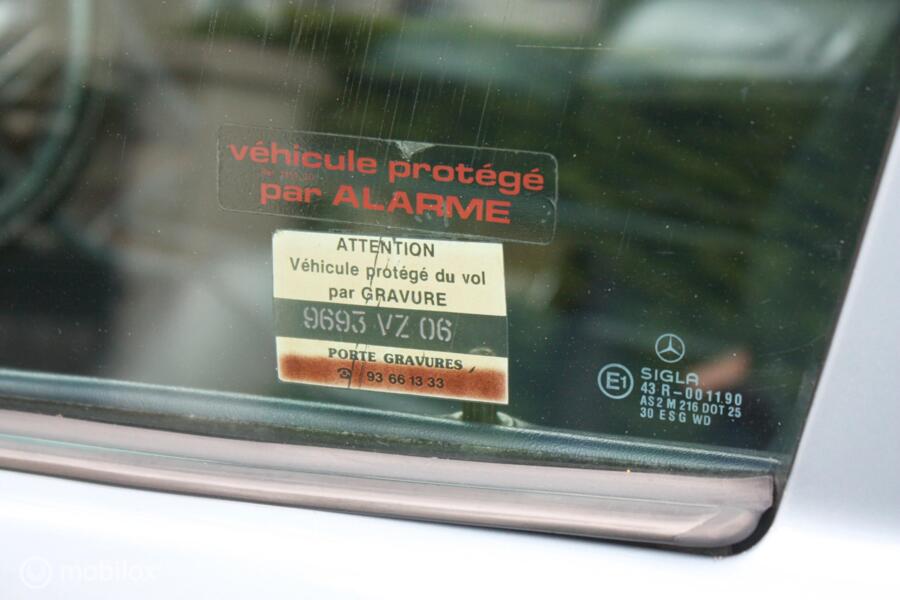 véhicule protégé
par ALARME
ATTENTION
Véhicule protégé du vol
par GRAVURE
9693 VZ 06
PORTE GRAVURES
☎ 93 66 13 33
E1
SIGLA
43 R-001190
AS2 M 216 DOT 25
30 E S G WD
mobilox